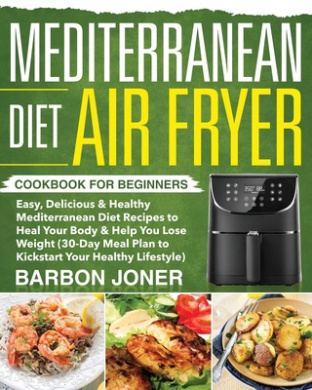 MEDITERRANEAN
DIET AIR FRYER
COOKBOOK FOR BEGINNERS
Easy, Delicious & Healthy
Mediterranean Diet Recipes to
Heal Your Body & Help You Lose
Weight (30-Day Meal Plan to
Kickstart Your Healthy Lifestyle)
BARBON JONER